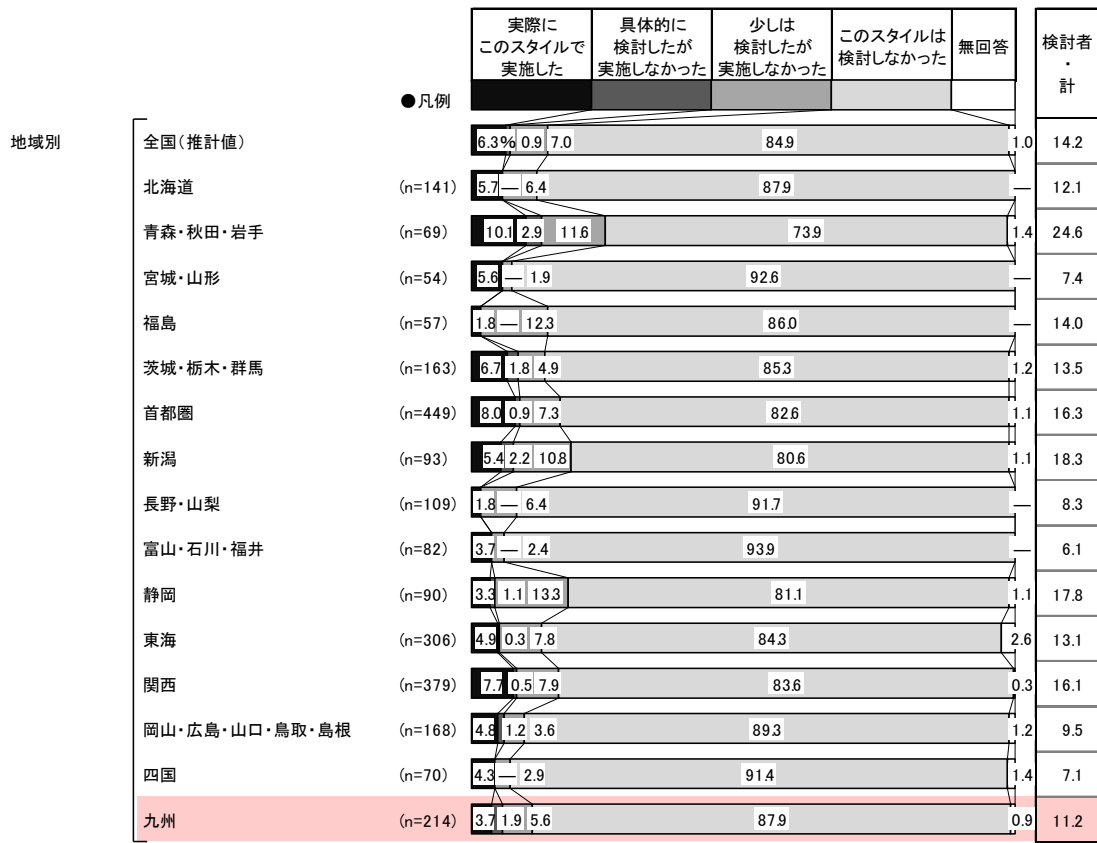 実際に
このスタイルで
実施した
具体的に
検討したが
実施しなかった
少しは
検討したが
実施しなかった
このスタイルは
検討しなかった
無回答
検討者
・
計
●凡例
地域別
全国(推計値) 6.3% 0.9 7.0 84.9 1.0 14.2
北海道 (n=141) 5.7 — 6.4 87.9 — 12.1
青森・秋田・岩手 (n=69) 10.1 2.9 11.6 73.9 1.4 24.6
宮城・山形 (n=54) 5.6 — 1.9 92.6 — 7.4
福島 (n=57) 1.8 — 12.3 86.0 — 14.0
茨城・栃木・群馬 (n=163) 6.7 1.8 4.9 85.3 1.2 13.5
首都圏 (n=449) 8.0 0.9 7.3 82.6 1.1 16.3
新潟 (n=93) 5.4 2.2 10.8 80.6 1.1 18.3
長野・山梨 (n=109) 1.8 — 6.4 91.7 — 8.3
富山・石川・福井 (n=82) 3.7 — 2.4 93.9 — 6.1
静岡 (n=90) 3.3 1.1 13.3 81.1 1.1 17.8
東海 (n=306) 4.9 0.3 7.8 84.3 2.6 13.1
関西 (n=379) 7.7 0.5 7.9 83.6 0.3 16.1
岡山・広島・山口・鳥取・島根 (n=168) 4.8 1.2 3.6 89.3 1.2 9.5
四国 (n=70) 4.3 — 2.9 91.4 1.4 7.1
九州 (n=214) 3.7 1.9 5.6 87.9 0.9 11.2